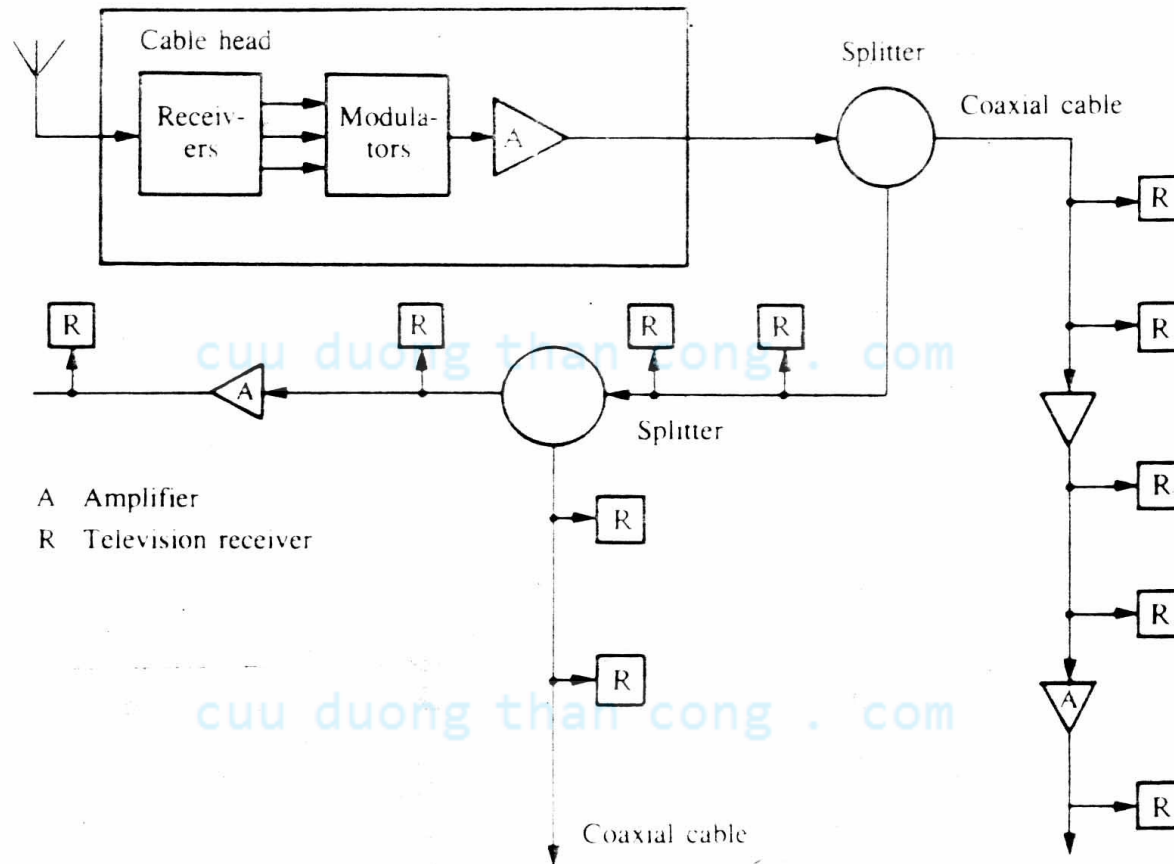 Cable head
Splitter
Coaxial cable
Receiv-
ers
Modula-
tors
A
R
R
R
R
R
R
cuu duong than cong . com
A
Splitter
R
A Amplifier
R Television receiver
R
R
R
A
cuu duong than cong . com
R
Coaxial cable